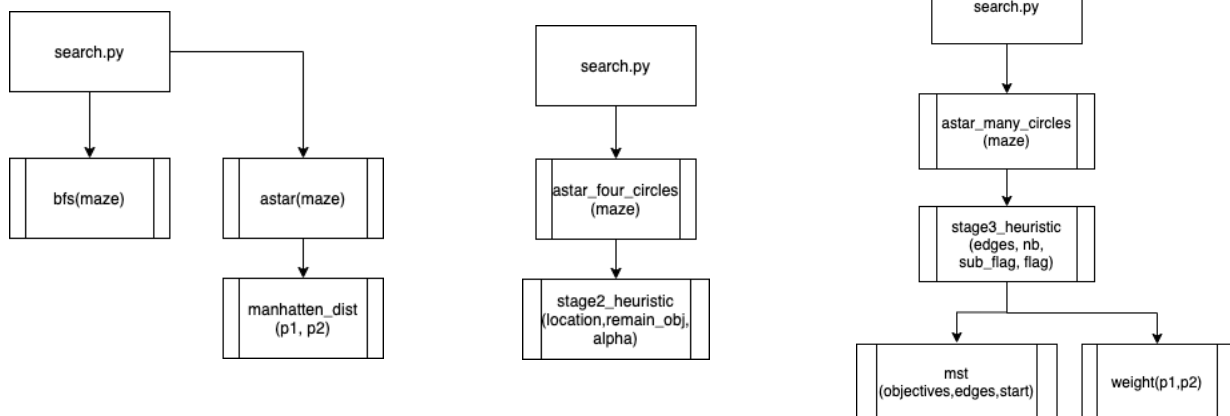 search.py
bfs(maze)
astar(maze)
manhatten_dist
(p1, p2)
search.py
astar_four_circles
(maze)
stage2_heuristic
(location,remain_obj,
alpha)
search.py
astar_many_circles
(maze)
stage3_heuristic
(edges, nb,
sub_flag, flag)
mst
(objectives,edges,start)
weight(p1,p2)